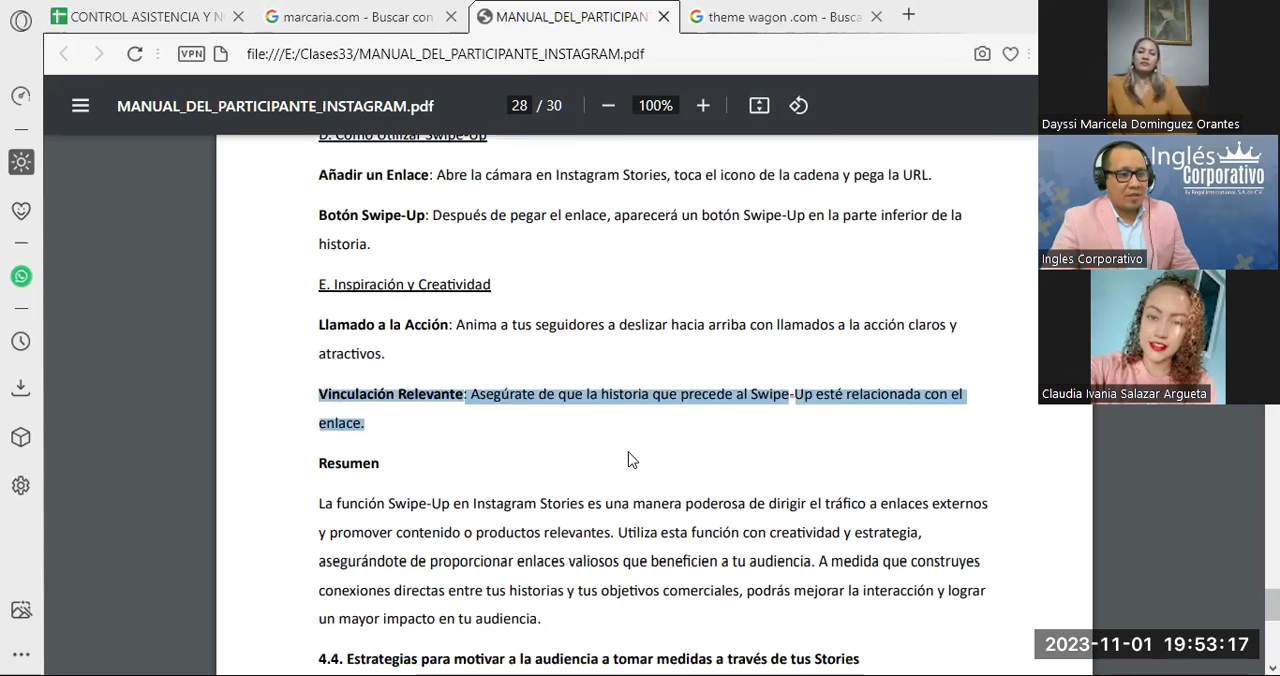 CONTROL ASISTENCIA Y N
marcaria.com - Buscar con
MANUAL_DEL_PARTICIPAN
theme wagon .com - Busca
VPN
file:///E:/Clases33/MANUAL_DEL_PARTICIPANTE_INSTAGRAM.pdf
MANUAL_DEL_PARTICIPANTE_INSTAGRAM.pdf
28 / 30
100%
D. Cómo Utilizar Swipe-Up
Añadir un Enlace: Abre la cámara en Instagram Stories, toca el icono de la cadena y pega la URL.
Botón Swipe-Up: Después de pegar el enlace, aparecerá un botón Swipe-Up en la parte inferior de la
historia.
E. Inspiración y Creatividad
Llamado a la Acción: Anima a tus seguidores a deslizar hacia arriba con llamados a la acción claros y
atractivos.
Vinculación Relevante: Asegúrate de que la historia que precede al Swipe-Up esté relacionada con el
enlace.
Resumen
La función Swipe-Up en Instagram Stories es una manera poderosa de dirigir el tráfico a enlaces externos
y promover contenido o productos relevantes. Utiliza esta función con creatividad y estrategia,
asegurándote de proporcionar enlaces valiosos que beneficien a tu audiencia. A medida que construyes
conexiones directas entre tus historias y tus objetivos comerciales, podrás mejorar la interacción y lograr
un mayor impacto en tu audiencia.
4.4. Estrategias para motivar a la audiencia a tomar medidas a través de tus Stories
Dayssi Maricela Dominguez Orantes
Inglés
Corporativo
By Regal International, S.A. de C.V.
Ingles Corporativo
Claudia Ivania Salazar Argueta
2023-11-01 19:53:17